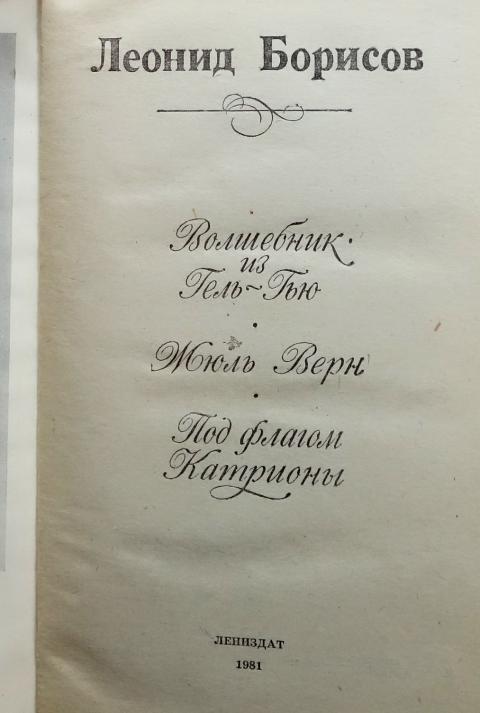 Леонид Борисов
Волшебник
из
Гель-Гью
Жюль Верн
Под флагом
Катрионы
ЛЕНИЗДАТ
1981